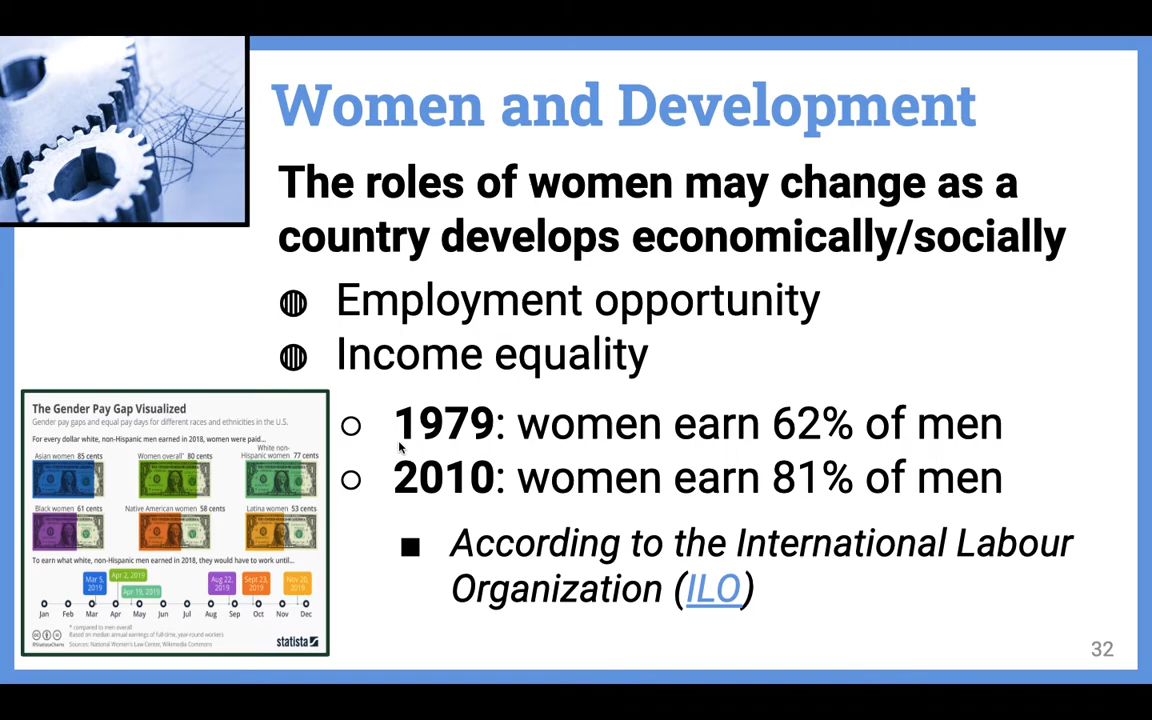 Women and Development
The roles of women may change as a
country develops economically/socially
Employment opportunity
Income equality
1979: women earn 62% of men
2010: women earn 81% of men
According to the International Labour
Organization (ILO)
The Gender Pay Gap Visualized
Gender pay gaps and equal pay days for different races and ethnicities in the U.S.
For every dollar white, non-Hispanic men earned in 2018, women were paid...
Asian women 85 cents
Women overall* 80 cents
White non-
Hispanic women 77 cents
Black women 61 cents
Native American women 58 cents
Latina women 53 cents
To earn what white, non-Hispanic men earned in 2018, they would have to work until...
Mar 5,
2019
Apr 2, 2019
Apr 19, 2019
Aug 22,
2019
Sept 23,
2019
Nov 20,
2019
Jan Feb Mar Apr May Jun Jul Aug Sep Oct Nov Dec
* compared to men overall
Based on median annual earnings of full-time, year-round workers
@StatistaCharts Sources: National Women's Law Center, Wikimedia Commons
statista
32